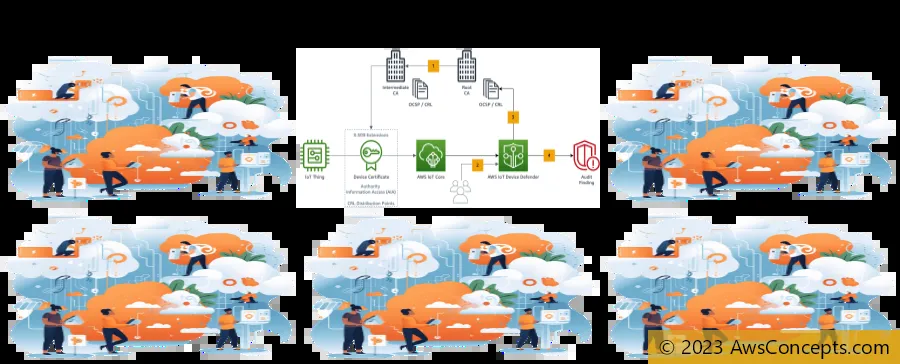 1
Intermediate
CA
Root
CA
OCSP / CRL
OCSP / CRL
3
X.509 Extensions
2
4
IoT Thing
Device Certificate
AWS IoT Core
AWS IoT Device Defender
Audit
Finding
Authority
Information Access (AIA)
CRL Distribution Points
© 2023 AwsConcepts.com